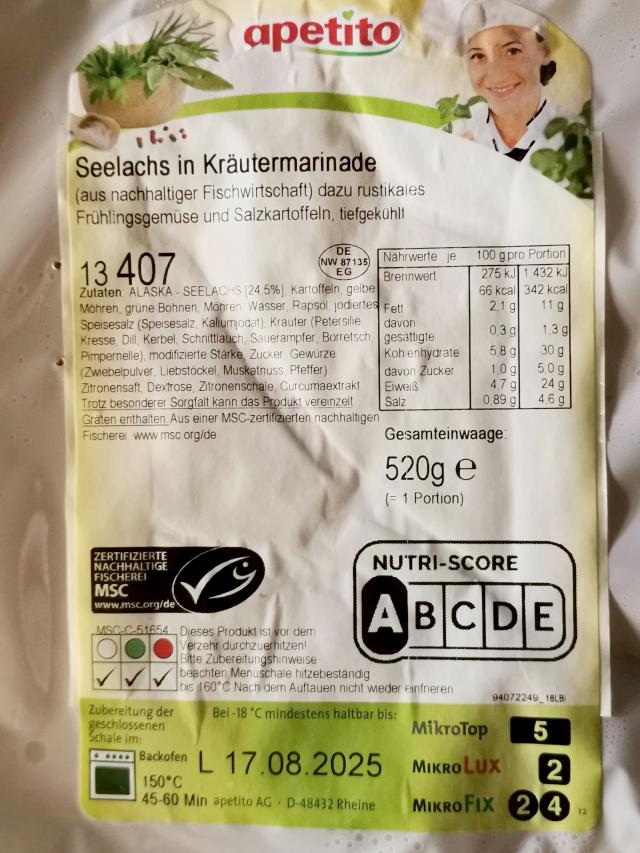 apetito
Seelachs in Kräutermarinade
(aus nachhaltiger Fischwirtschaft) dazu rustikales
Frühlingsgemüse und Salzkartoffeln, tiefgekühlt
13 407
DE
NW 87135
EG
Zutaten: ALASKA - SEELACHS [24,5%], Kartoffeln, gelbe
Möhren, grüne Bohnen, Möhren, Wasser, Rapsöl, jodiertes
Speisesalz (Speisesalz, Kaliumjodat), Kräuter (Petersilie,
Kresse, Dill, Kerbel, Schnittlauch, Sauerampfer, Borretsch,
Pimpernelle), modifizierte Stärke, Zucker, Gewürze
(Zwiebelpulver, Liebstöckel, Muskatnuss, Pfeffer),
Zitronensaft, Dextrose, Zitronenschale, Curcumaextrakt
Trotz besonderer Sorgfalt kann das Produkt vereinzelt
Gräten enthalten. Aus einer MSC-zertifizierten nachhaltigen
Fischerei. www.msc.org/de
Nährwerte je 100 g pro Portion
Brennwert 275 kJ 1 432 kJ
66 kcal 342 kcal
Fett 2,1 g 11 g
davon
gesättigte 0,3 g 1,3 g
Kohlenhydrate 5,8 g 30 g
davon Zucker 1,0 g 5,0 g
Eiweiß 4,7 g 24 g
Salz 0,89 g 4,6 g
Gesamteinwaage:
520g e
(= 1 Portion)
ZERTIFIZIERTE
NACHHALTIGE
FISCHEREI
MSC
www.msc.org/de
MSC-C-51654
NUTRI-SCORE
A B C D E
Dieses Produkt ist vor dem
Verzehr durchzuerhitzen!
Bitte Zubereitungshinweise
beachten Menüschale hitzebeständig
bis 160°C Nach dem Auftauen nicht wieder einfrieren
94072249_16LBI
Zubereitung der
geschlossenen
Schale im:
Backofen
150°C
45-60 Min
Bei -18 °C mindestens haltbar bis:
L 17.08.2025
apetito AG · D-48432 Rheine
MIKROTOP 5
MIKROLUX 2
MIKROFIX 2 4
12